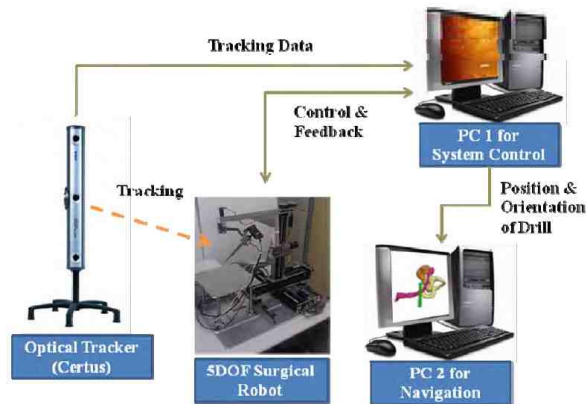 Tracking Data
Control &
Feedback
PC 1 for
System Control
Tracking
Position &
Orientation
of Drill
Optical Tracker
(Certus)
5DOF Surgical
Robot
PC 2 for
Navigation